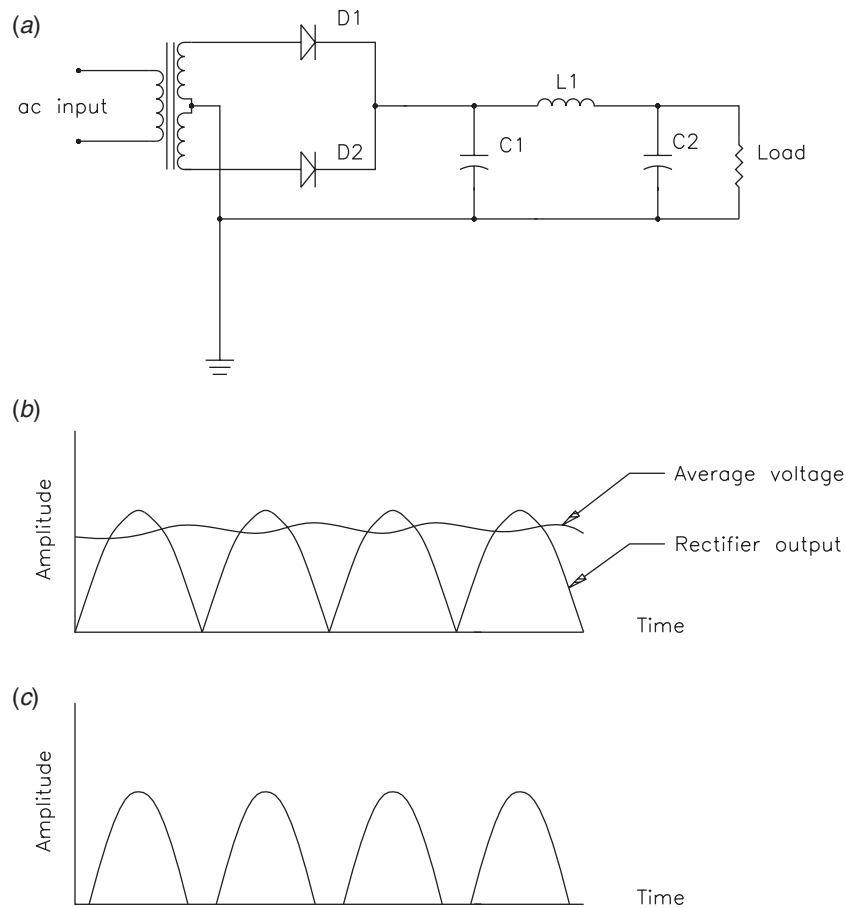 (a)
D1
L1
ac input
C1
C2
Load
D2
(b)
Amplitude
Average voltage
Rectifier output
Time
(c)
Amplitude
Time